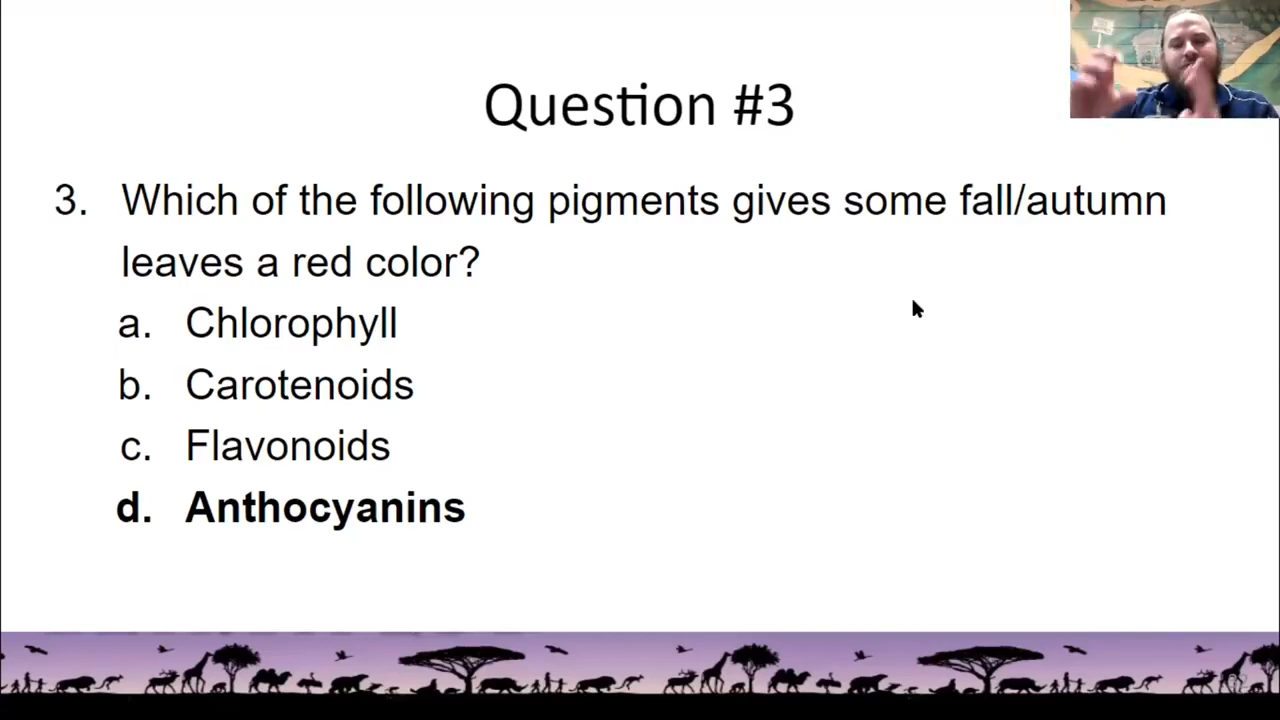 Question #3
3. Which of the following pigments gives some fall/autumn
leaves a red color?
a. Chlorophyll
b. Carotenoids
c. Flavonoids
d. Anthocyanins